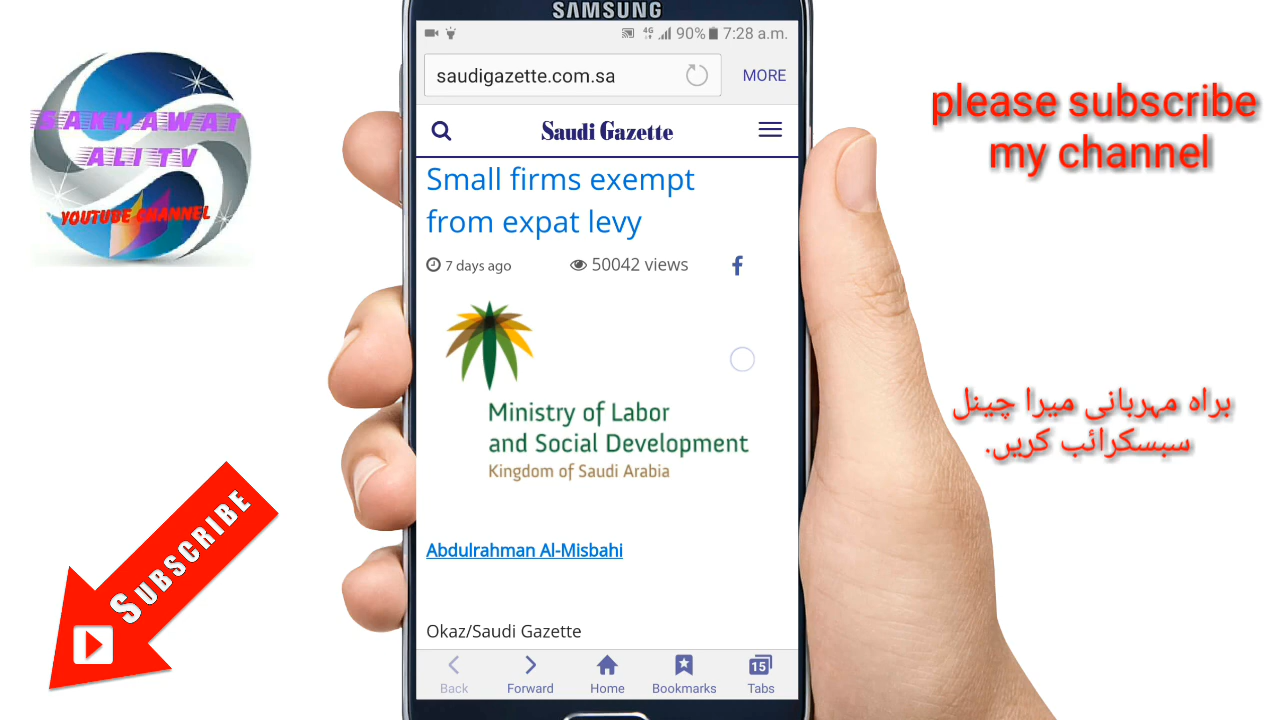 SAMSUNG
4G 90% 7:28 a.m.
saudigazette.com.sa
MORE
Saudi Gazette
Small firms exempt
from expat levy
7 days ago
50042 views
Ministry of Labor
and Social Development
Kingdom of Saudi Arabia
Abdulrahman Al-Misbahi
Okaz/Saudi Gazette
Back
Forward
Home
Bookmarks
15
Tabs
SAKHAWAT
ALI TV
YOUTUBE CHANNEL
SUBSCRIBE
please subscribe
my channel
براہ مہربانی میرا چینل
سبسکرائب کریں.